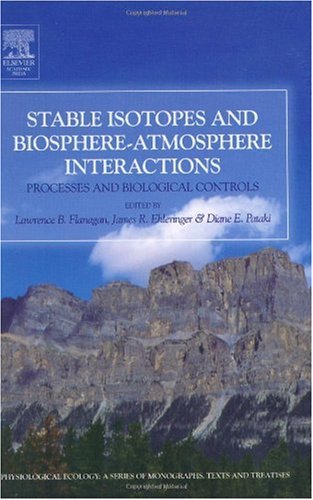 ELSEVIER
ACADEMIC
PRESS
STABLE ISOTOPES AND
BIOSPHERE-ATMOSPHERE
INTERACTIONS
PROCESSES AND BIOLOGICAL CONTROLS
EDITED BY
Lawrence B. Flanagan, James R. Ehleringer & Diane E. Pataki
PHYSIOLOGICAL ECOLOGY: A SERIES OF MONOGRAPHS, TEXTS AND TREATISES